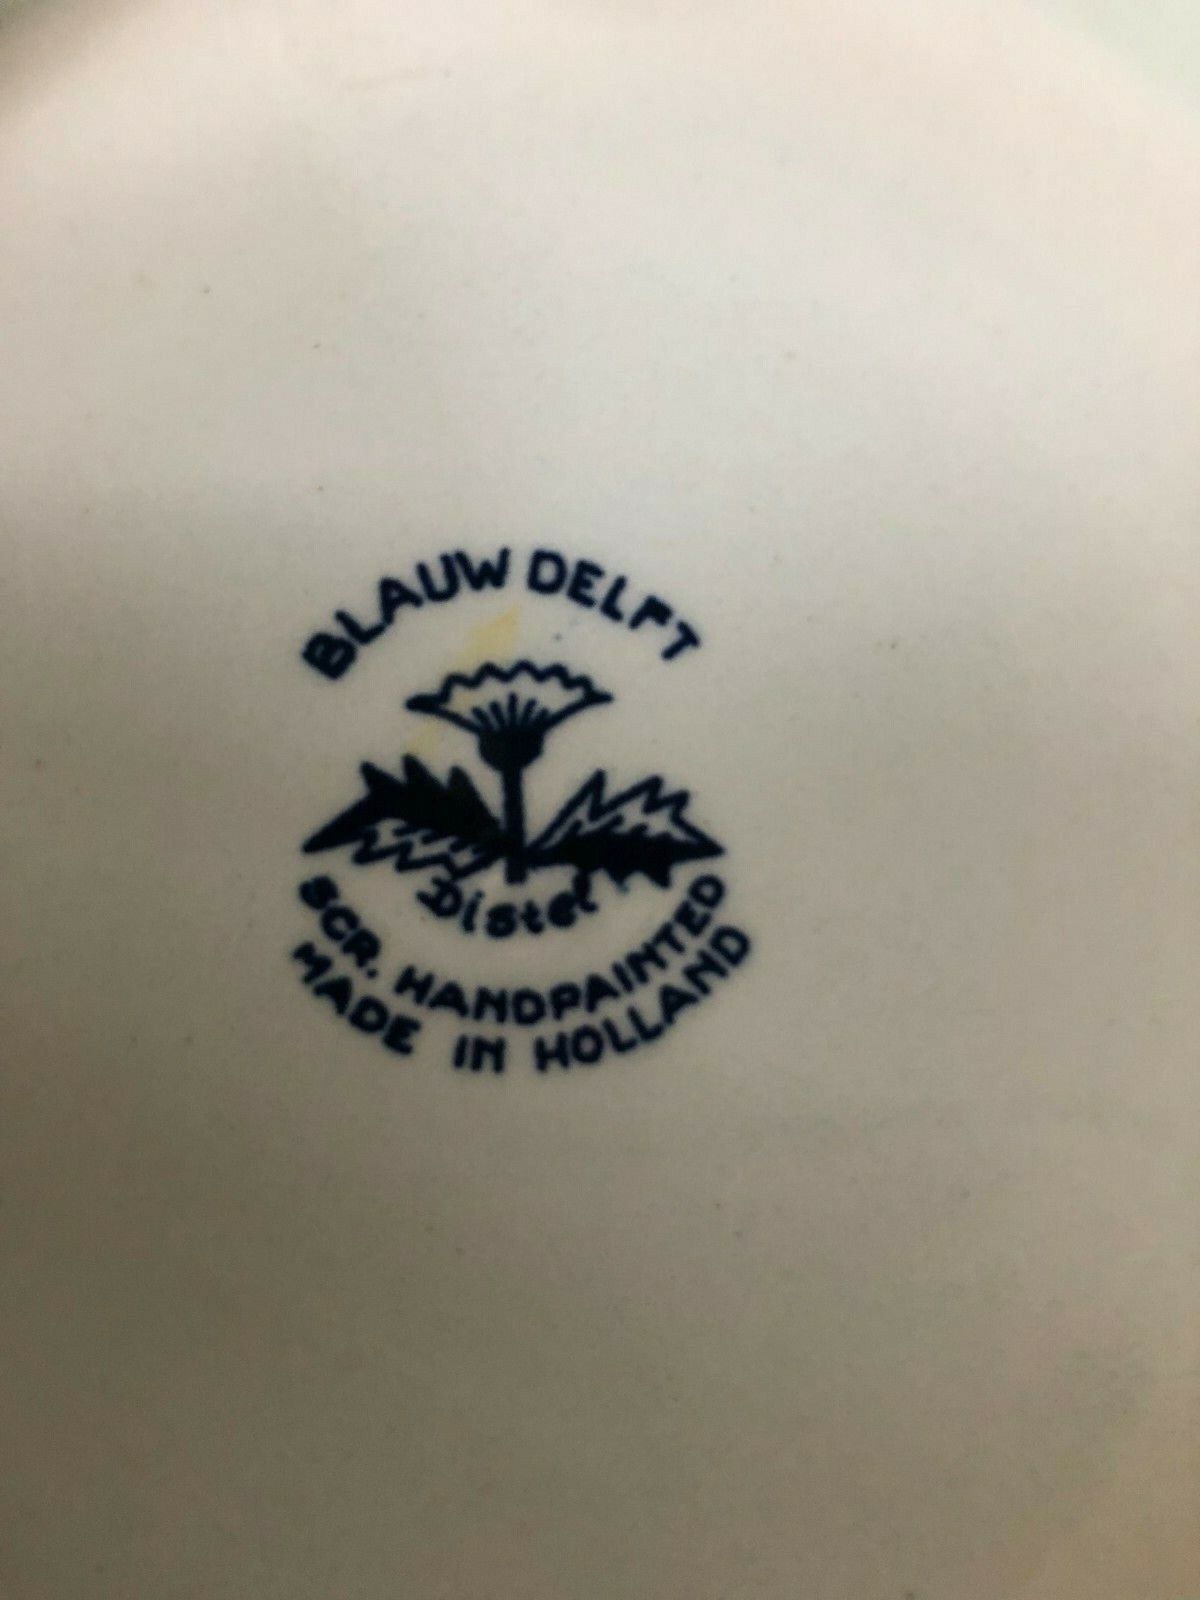 BLAUW DELFT
Distel
SCR. HANDPAINTED
MADE IN HOLLAND